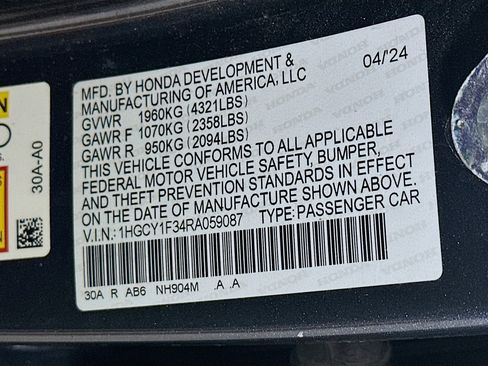 MFD. BY HONDA DEVELOPMENT &
MANUFACTURING OF AMERICA, LLC 04/'24
GVWR 1960KG (4321LBS)
GAWR F 1070KG (2358LBS)
GAWR R 950KG (2094LBS)
THIS VEHICLE CONFORMS TO ALL APPLICABLE
FEDERAL MOTOR VEHICLE SAFETY, BUMPER,
AND THEFT PREVENTION STANDARDS IN EFFECT
ON THE DATE OF MANUFACTURE SHOWN ABOVE.
V.I.N.: 1HGCY1F34RA059087 TYPE: PASSENGER CAR
30A R AB6 NH904M .A .A
30A-A0